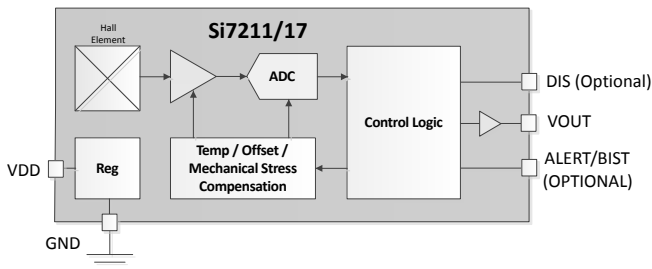 Hall
Element
Si7211/17
ADC
Control Logic
DIS (Optional)
VOUT
ALERT/BIST
(OPTIONAL)
Temp / Offset /
Mechanical Stress
Compensation
VDD
Reg
GND